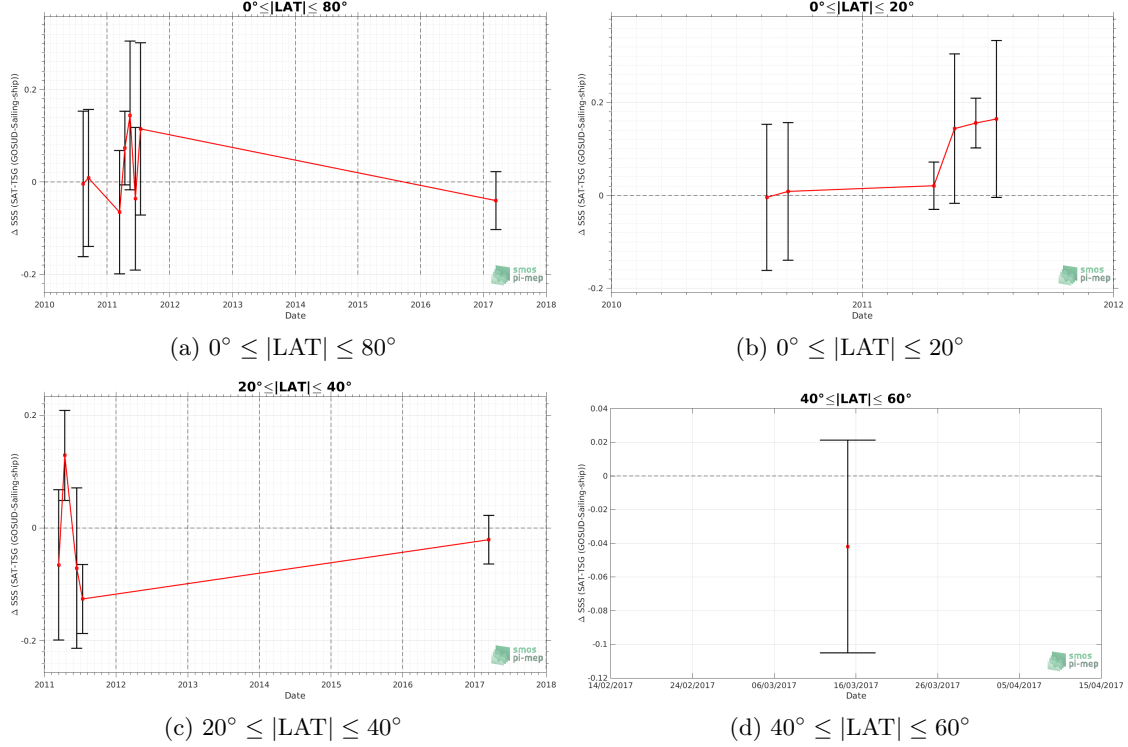 0°≤|LAT|≤ 80°
Δ SSS (SAT-TSG (GOSUD-Sailing-ship))
0.2
0
-0.2
2010 2011 2012 2013 2014 2015 2016 2017 2018
Date
smos
pi-mep
(a) 0° ≤ |LAT| ≤ 80°
0°≤|LAT|≤ 20°
Δ SSS (SAT-TSG (GOSUD-Sailing-ship))
0.2
0
-0.2
2010 2011 2012
Date
smos
pi-mep
(b) 0° ≤ |LAT| ≤ 20°
20°≤|LAT|≤ 40°
Δ SSS (SAT-TSG (GOSUD-Sailing-ship))
0.2
0
-0.2
2011 2012 2013 2014 2015 2016 2017 2018
Date
smos
pi-mep
(c) 20° ≤ |LAT| ≤ 40°
40°≤|LAT|≤ 60°
Δ SSS (SAT-TSG (GOSUD-Sailing-ship))
0.04
0.02
0
-0.02
-0.04
-0.06
-0.08
-0.1
-0.12
14/02/2017 24/02/2017 06/03/2017 16/03/2017 26/03/2017 05/04/2017 15/04/2017
Date
smos
pi-mep
(d) 40° ≤ |LAT| ≤ 60°